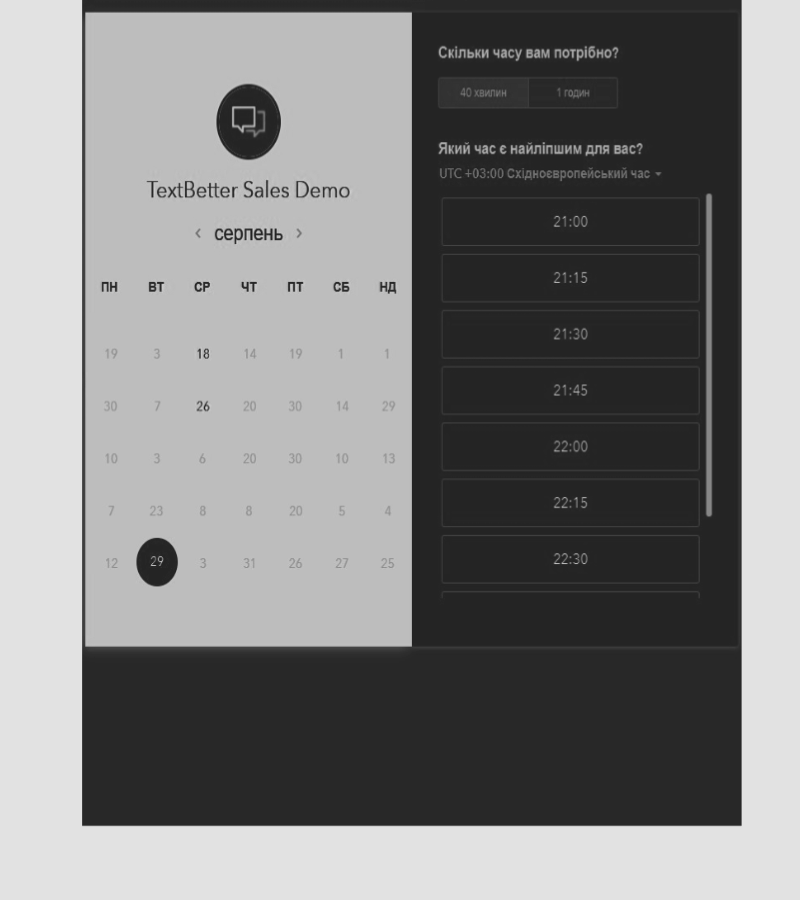 TextBetter Sales Demo
серпень
ПН ВТ СР ЧТ ПТ СБ НД
19 3 18 14 19 1 1
30 7 26 20 30 14 29
10 3 6 20 30 10 13
7 23 8 8 20 5 4
12 29 3 31 26 27 25
Скільки часу вам потрібно?
40 хвилин 1 годин
Який час є найліпшим для вас?
UTC +03:00 Східноєвропейський час
21:00
21:15
21:30
21:45
22:00
22:15
22:30